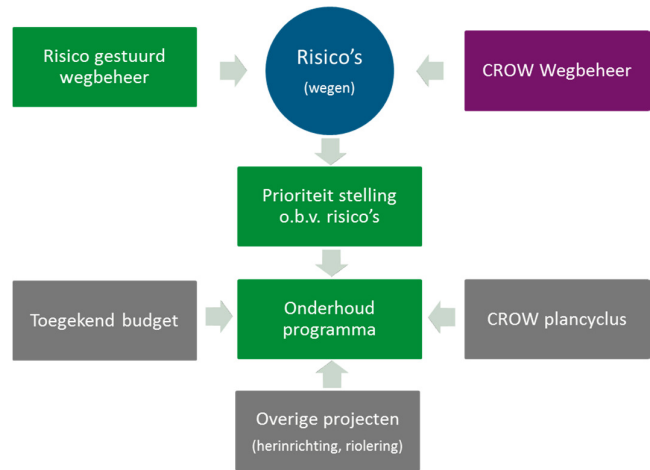 Risico gestuurd
wegbeheer
Risico's
(wegen)
CROW Wegbeheer
Prioriteit stelling
o.b.v. risico's
Toegekend budget
Onderhoud
programma
CROW plancyclus
Overige projecten
(herinrichting, riolering)